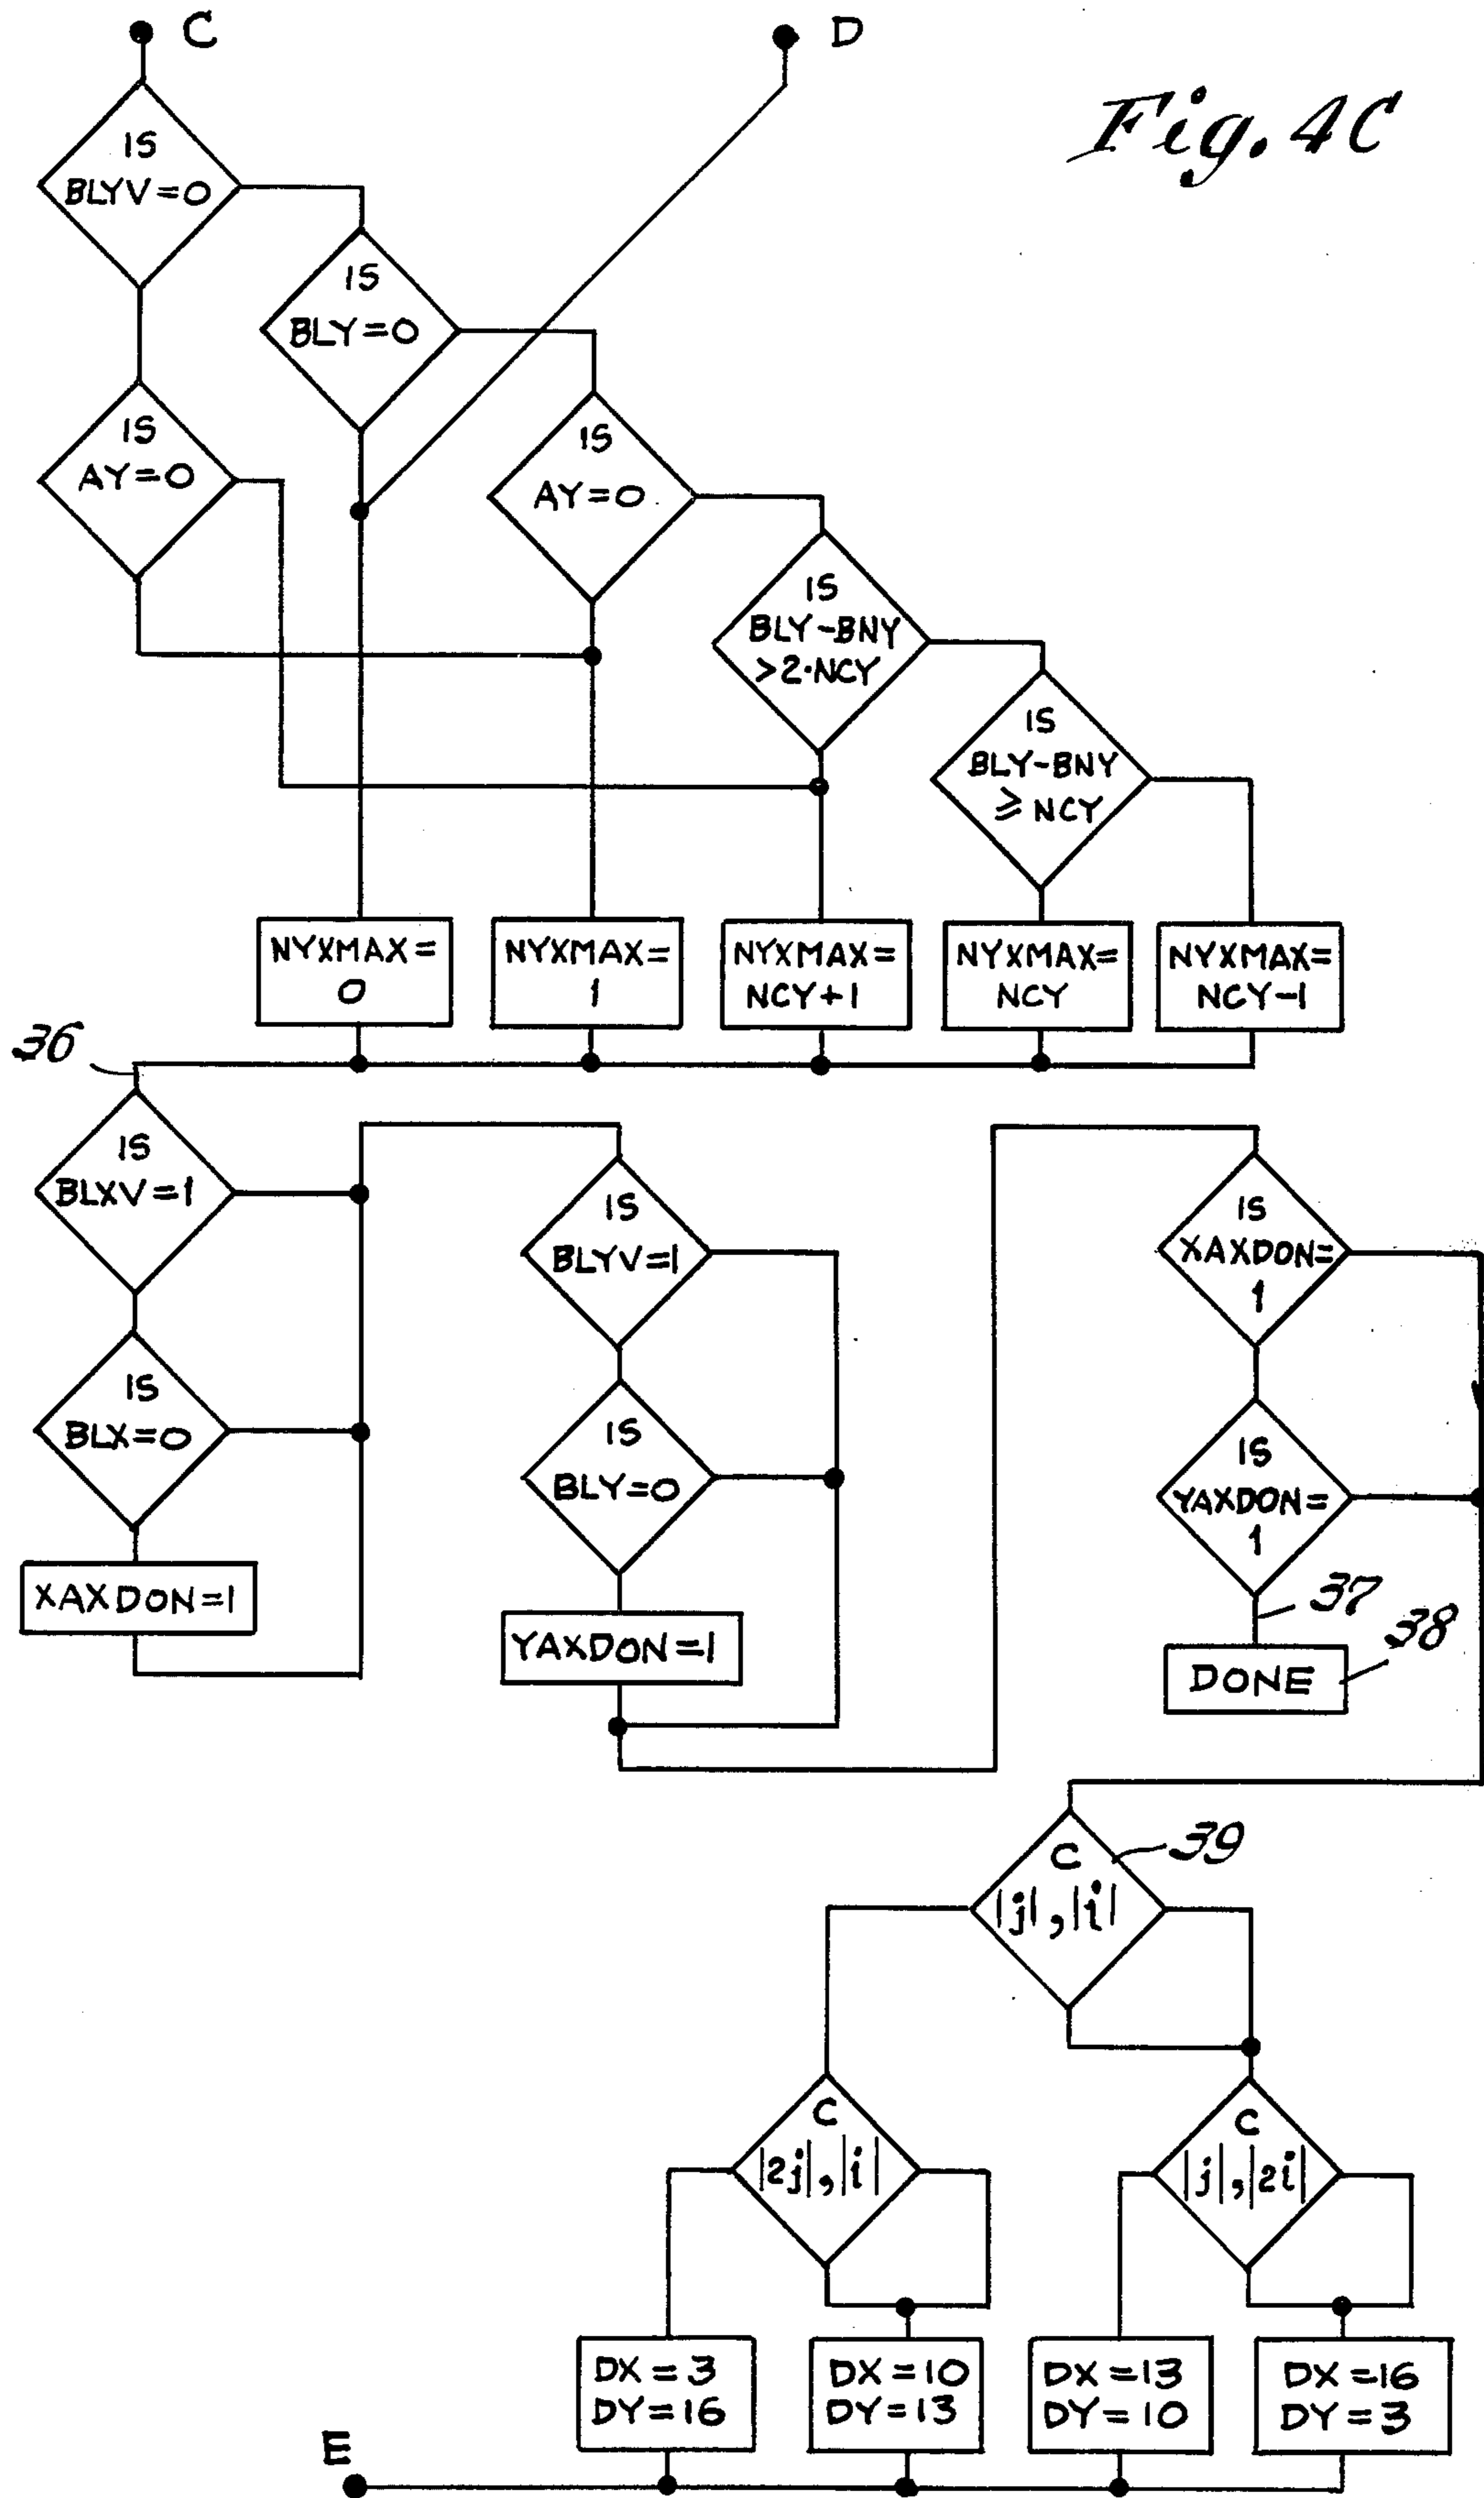 C
D
Fig. 4C
IS
BLYV=0
IS
BLY=0
IS
AY=0
IS
AY=0
IS
BLY-BNY
>2·NCY
IS
BLY-BNY
≥ NCY
NYXMAX=
0
NYXMAX=
1
NYXMAX=
NCY+1
NYXMAX=
NCY
NYXMAX=
NCY-1
36
IS
BLXV=1
IS
BLX=0
XAXDON=1
IS
BLYV=1
IS
BLY=0
YAXDON=1
IS
XAXDON=
1
IS
YAXDON=
1
37
38
DONE
39
C
|j|,|i|
C
|2j|,|i|
C
|j|,|2i|
DX=3
DY=16
DX=10
DY=13
DX=13
DY=10
DX=16
DY=3
E